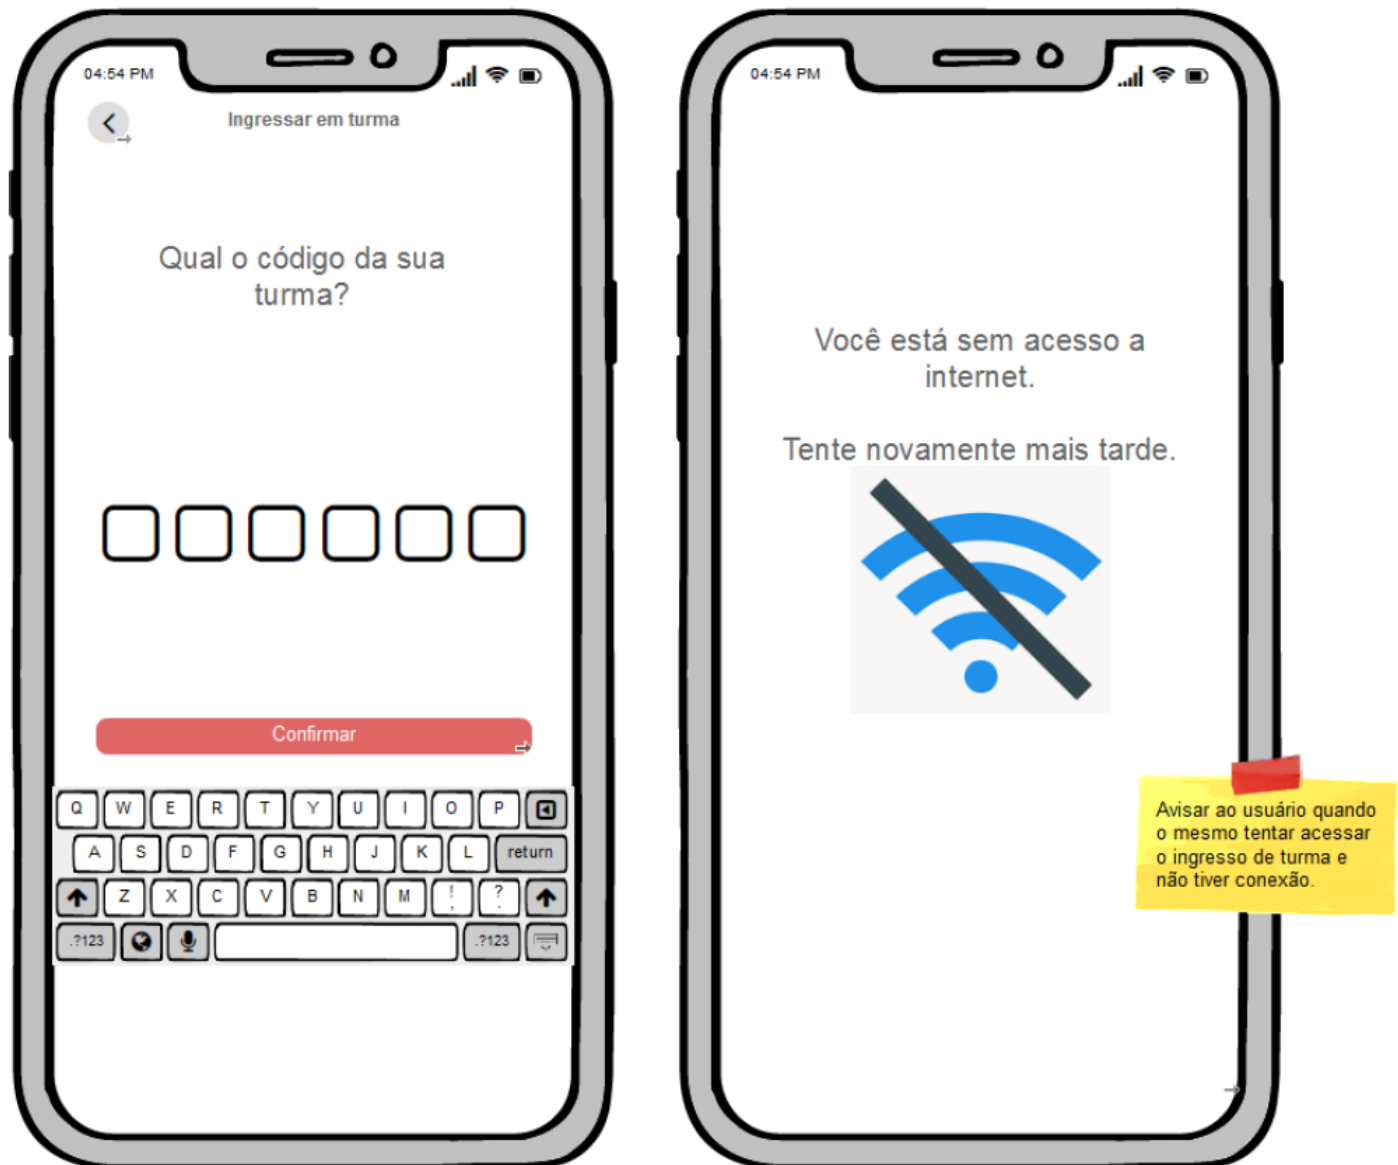 04:54 PM
Ingressar em turma
Qual o código da sua
turma?
Confirmar
Q W E R T Y U I O P
A S D F G H J K L return
Z X C V B N M ! , ? .
.?123 .?123
04:54 PM
Você está sem acesso a
internet.
Tente novamente mais tarde.
Avisar ao usuário quando
o mesmo tentar acessar
o ingresso de turma e
não tiver conexão.